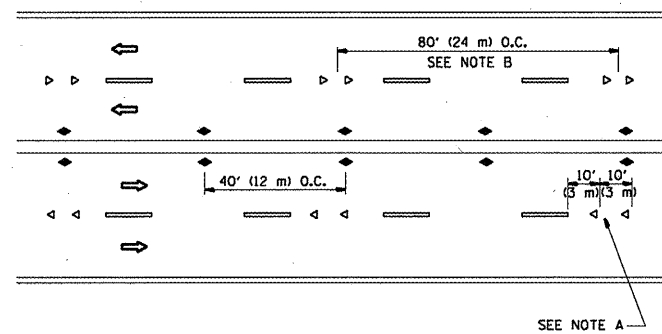 80' (24 m) O.C.
SEE NOTE B
40' (12 m) O.C.
10' 10'
(3 m) (3 m)
SEE NOTE A